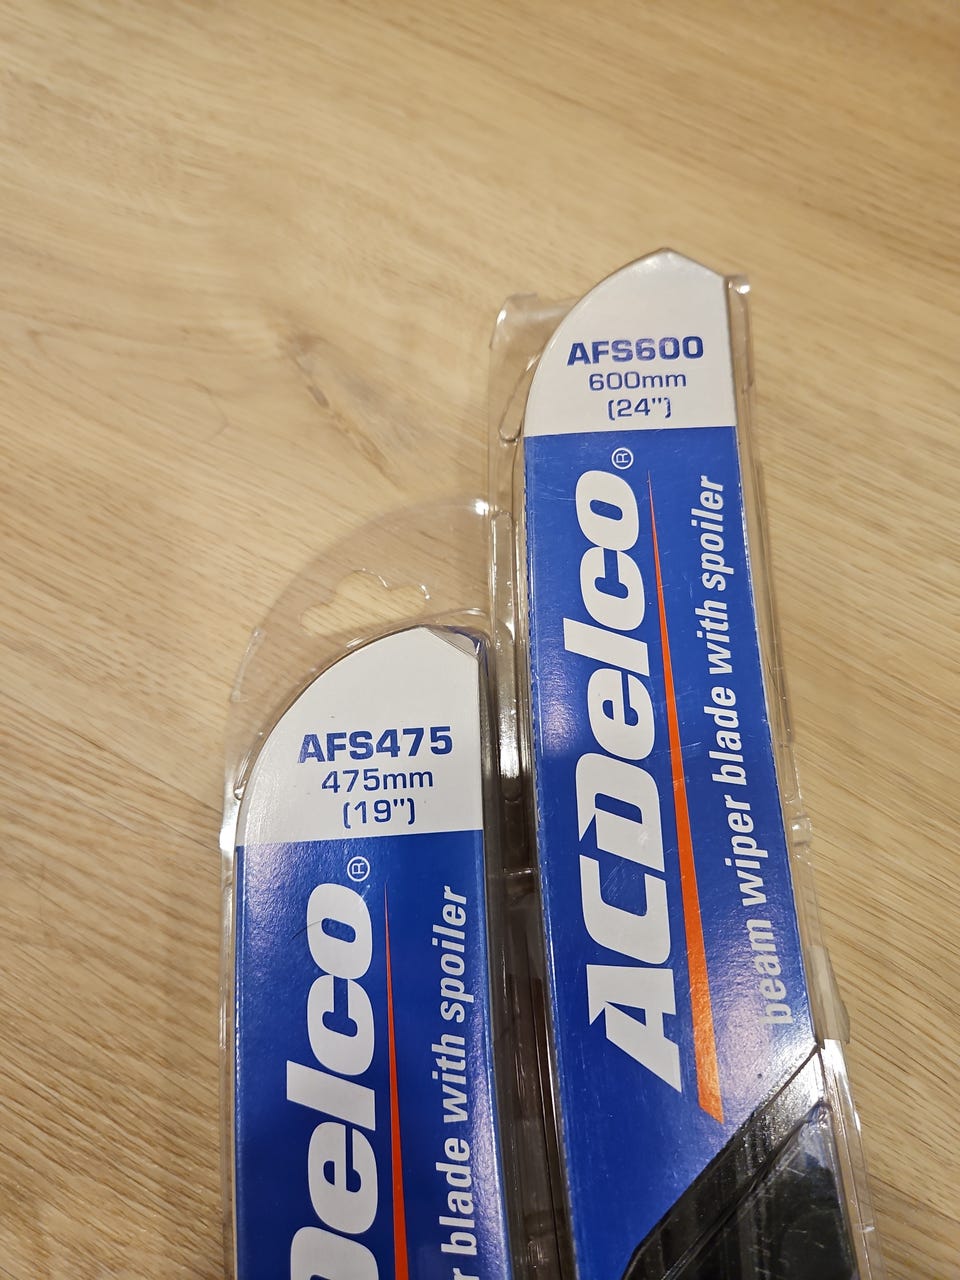 AFS600
600mm
(24")
ACDelco®
beam wiper blade with spoiler
AFS475
475mm
(19")
Delco®
blade with spoiler